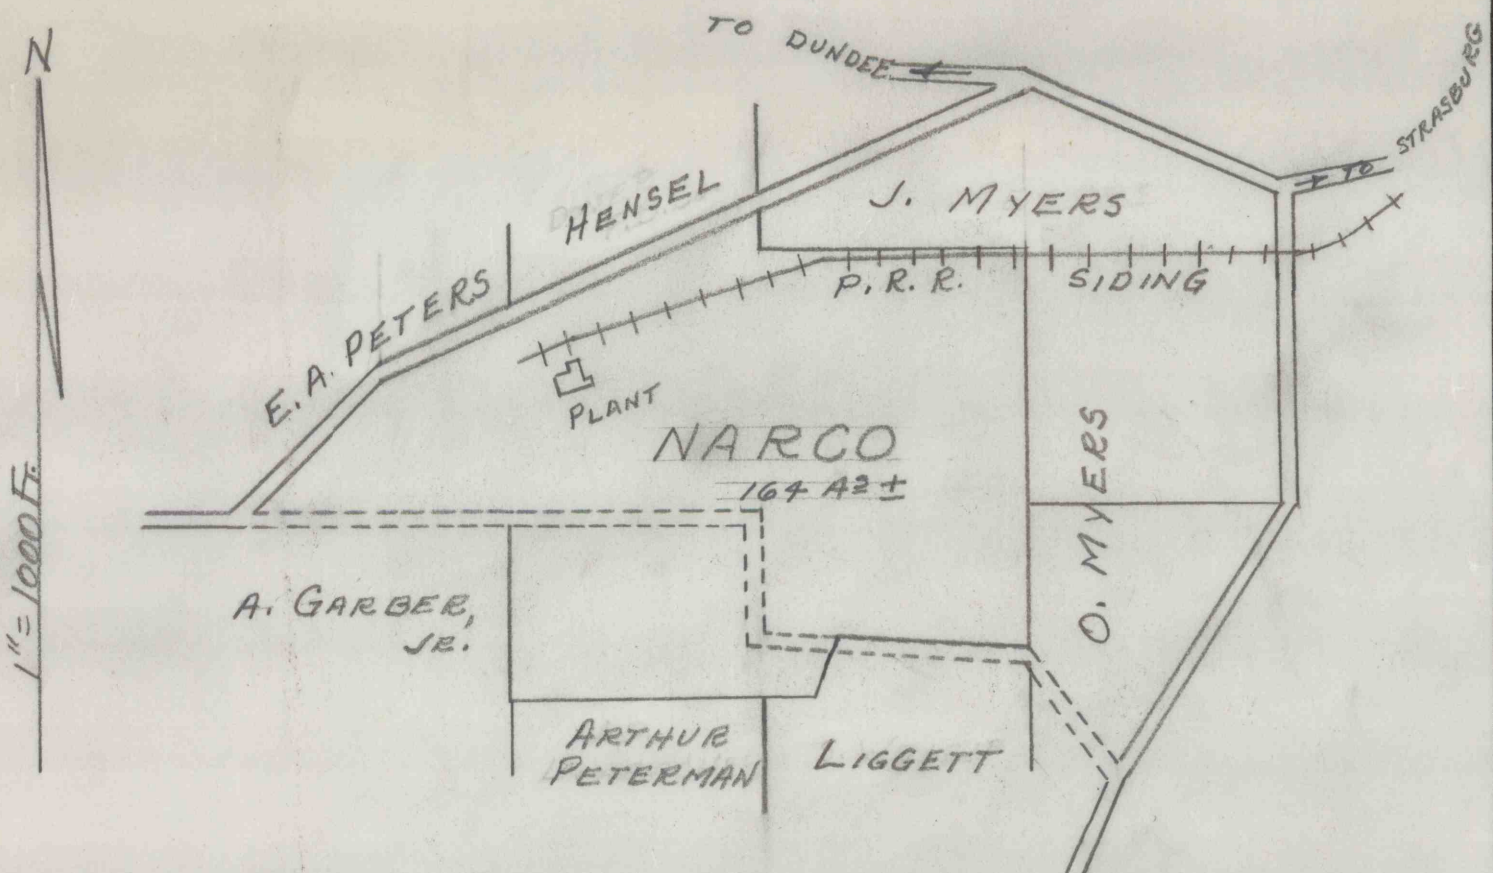 TO DUNDEE
N
TO STRASBURG
HENSEL
J. MYERS
E. A. PETERS
P. R. R. SIDING
PLANT
NARCO
164 A² ±
1" = 1000 Ft.
O. MYERS
A. GARBER,
JR.
ARTHUR
PETERMAN
LIGGETT